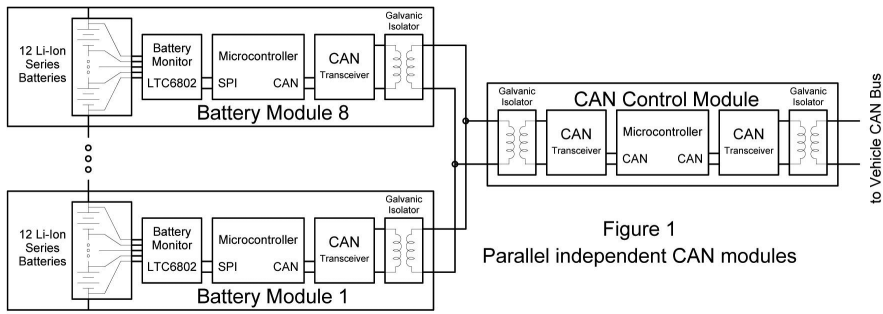 12 Li-Ion
Series
Batteries
Battery
Monitor
LTC6802
Microcontroller
SPI
CAN
CAN
Transceiver
Galvanic
Isolator
Battery Module 8
12 Li-Ion
Series
Batteries
Battery
Monitor
LTC6802
Microcontroller
SPI
CAN
CAN
Transceiver
Galvanic
Isolator
Battery Module 1
CAN Control Module
Galvanic
Isolator
CAN
Transceiver
Microcontroller
CAN
CAN
CAN
Transceiver
Galvanic
Isolator
to Vehicle CAN Bus
Figure 1
Parallel independent CAN modules